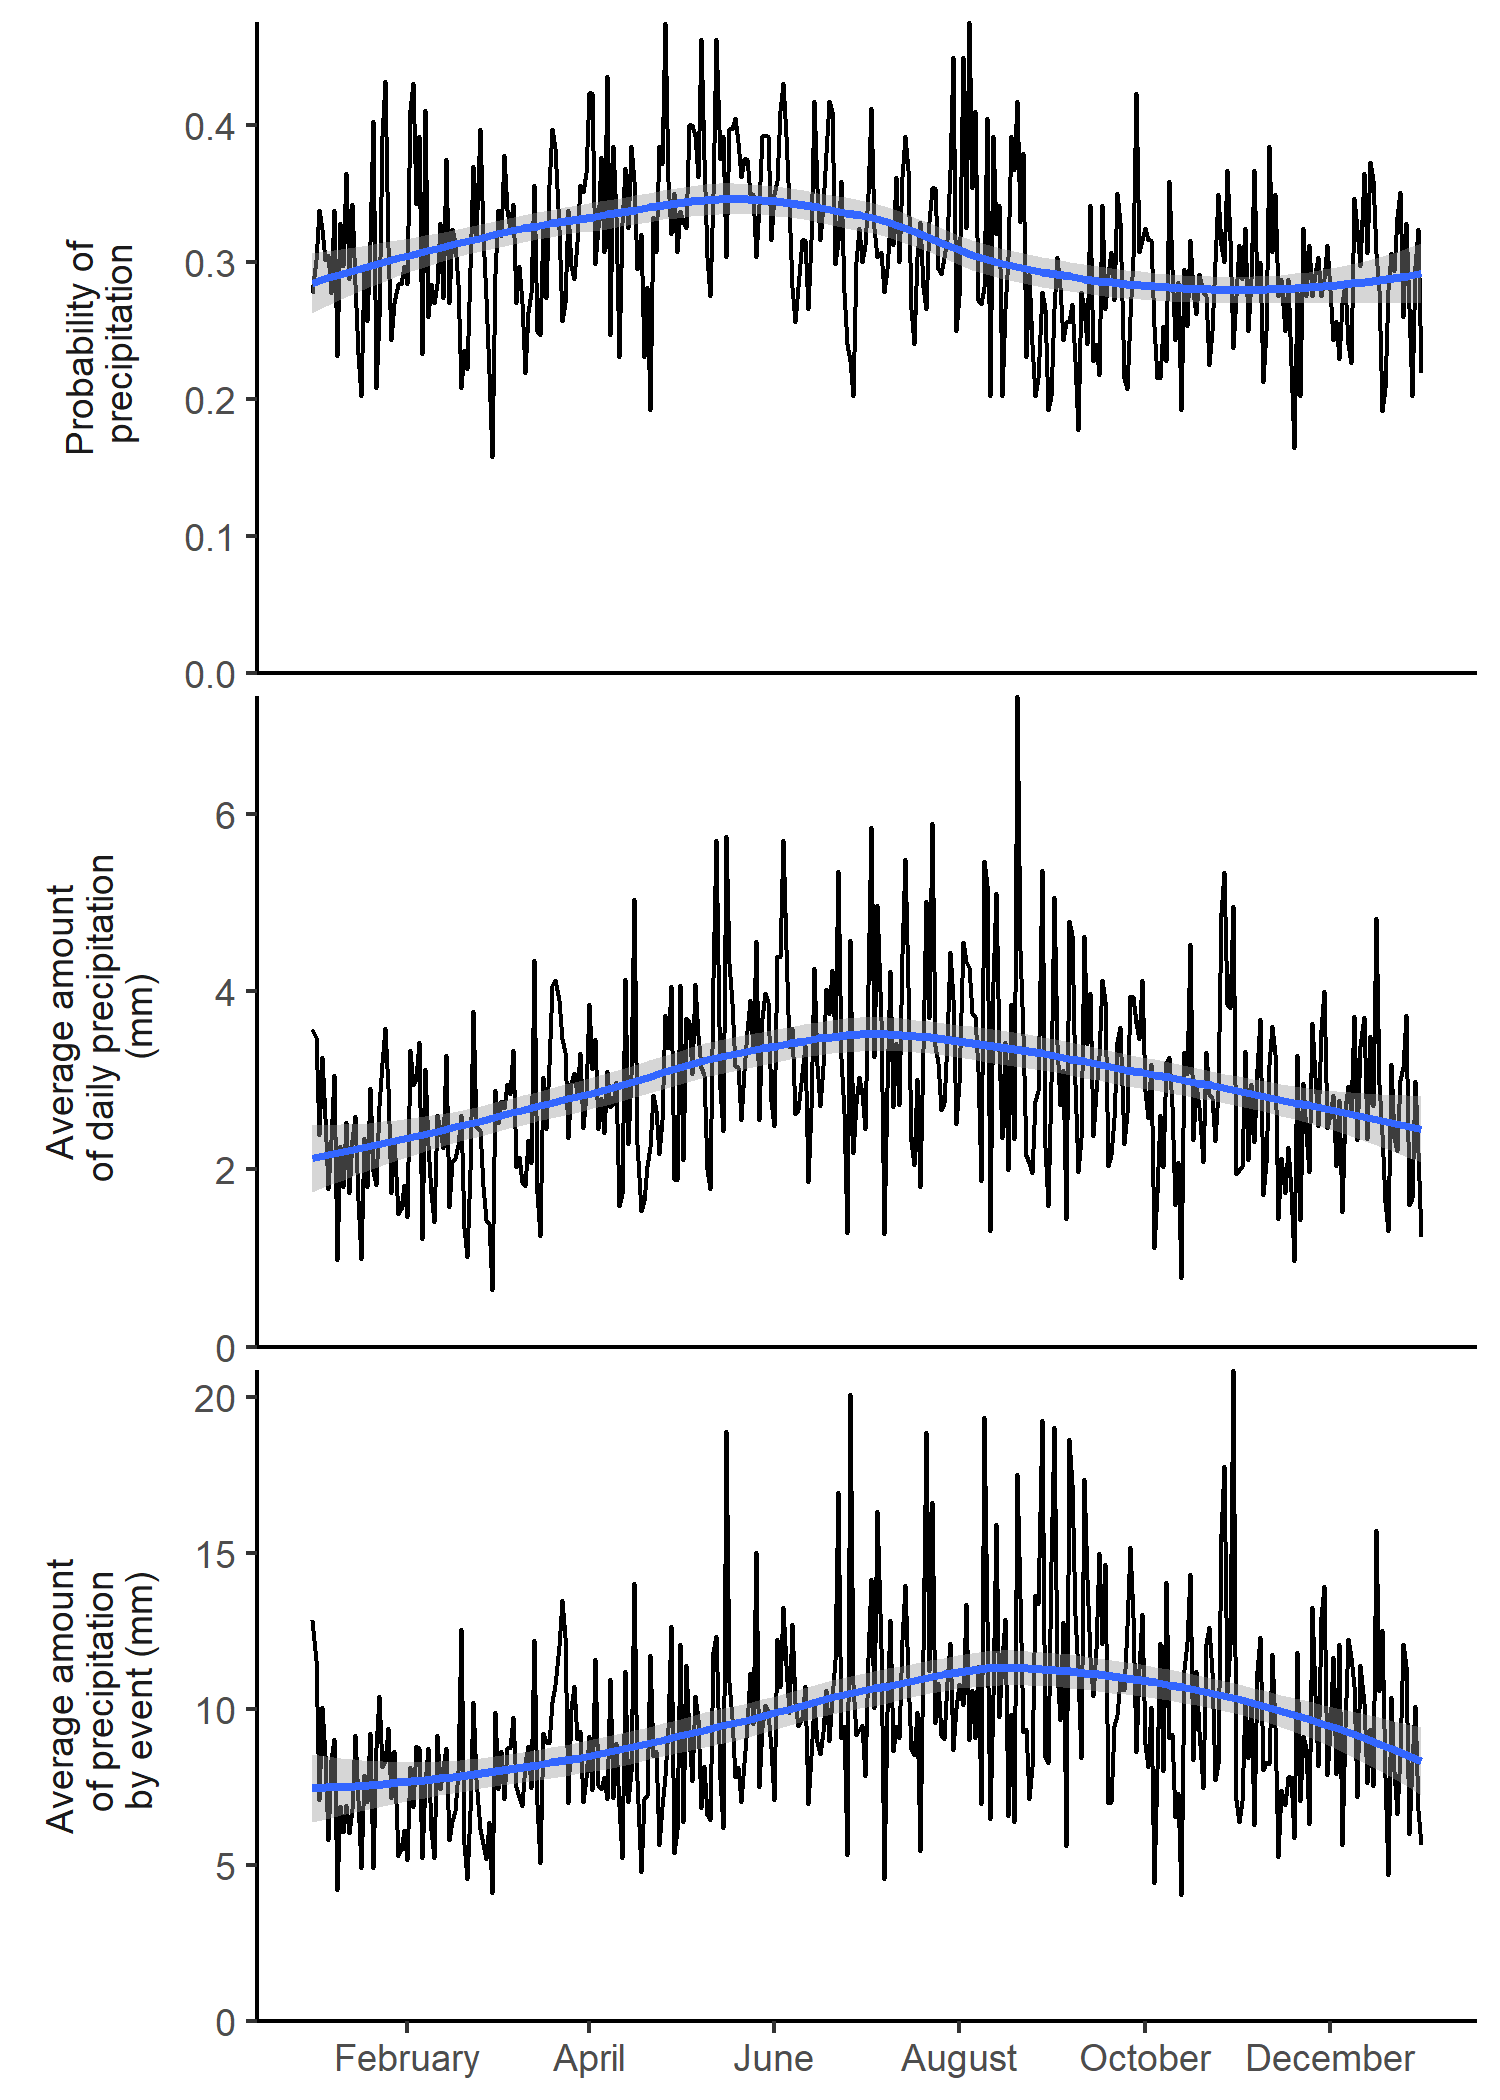 Probability of
precipitation
0.4
0.3
0.2
0.1
0.0
Average amount
of daily precipitation
(mm)
6
4
2
0
Average amount
of precipitation
by event (mm)
20
15
10
5
0
February April June August October December